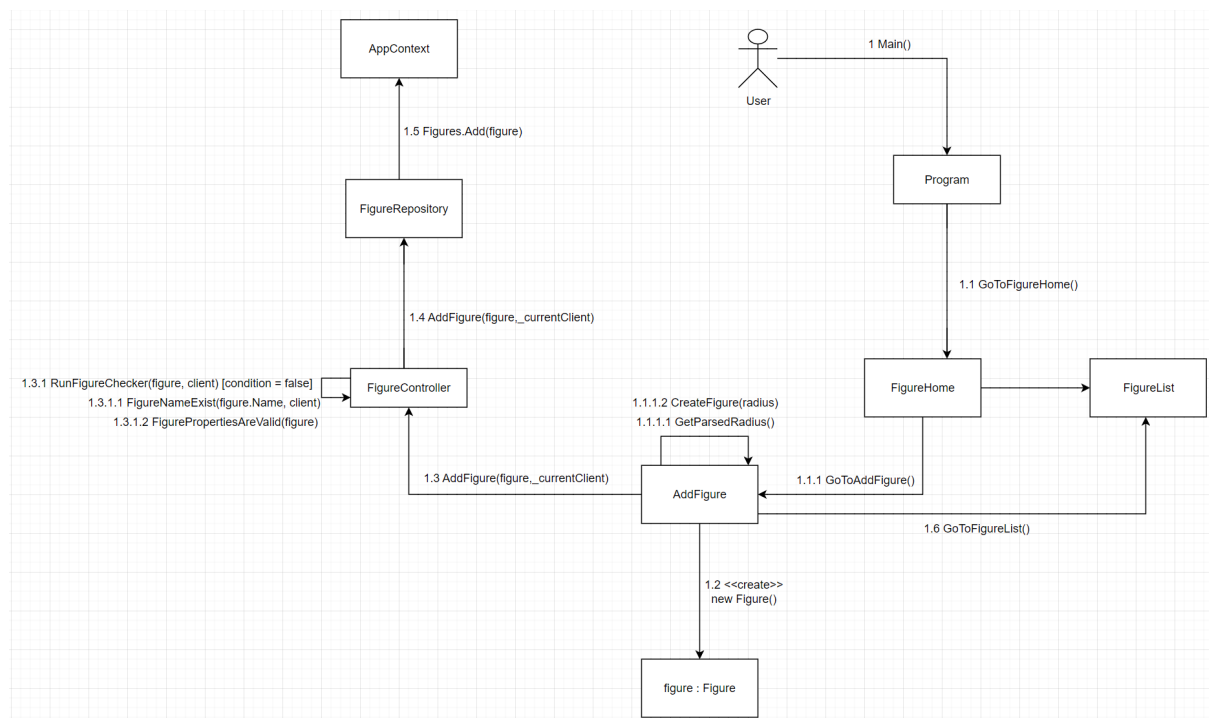 AppContext
1 Main()
User
1.5 Figures.Add(figure)
Program
FigureRepository
1.1 GoToFigureHome()
1.4 AddFigure(figure,_currentClient)
1.3.1 RunFigureChecker(figure, client) [condition = false]
1.3.1.1 FigureNameExist(figure.Name, client)
1.3.1.2 FigurePropertiesAreValid(figure)
FigureController
FigureHome
FigureList
1.1.1.2 CreateFigure(radius)
1.1.1.1 GetParsedRadius()
1.3 AddFigure(figure,_currentClient)
AddFigure
1.1.1 GoToAddFigure()
1.6 GoToFigureList()
1.2 <<create>>
new Figure()
figure : Figure